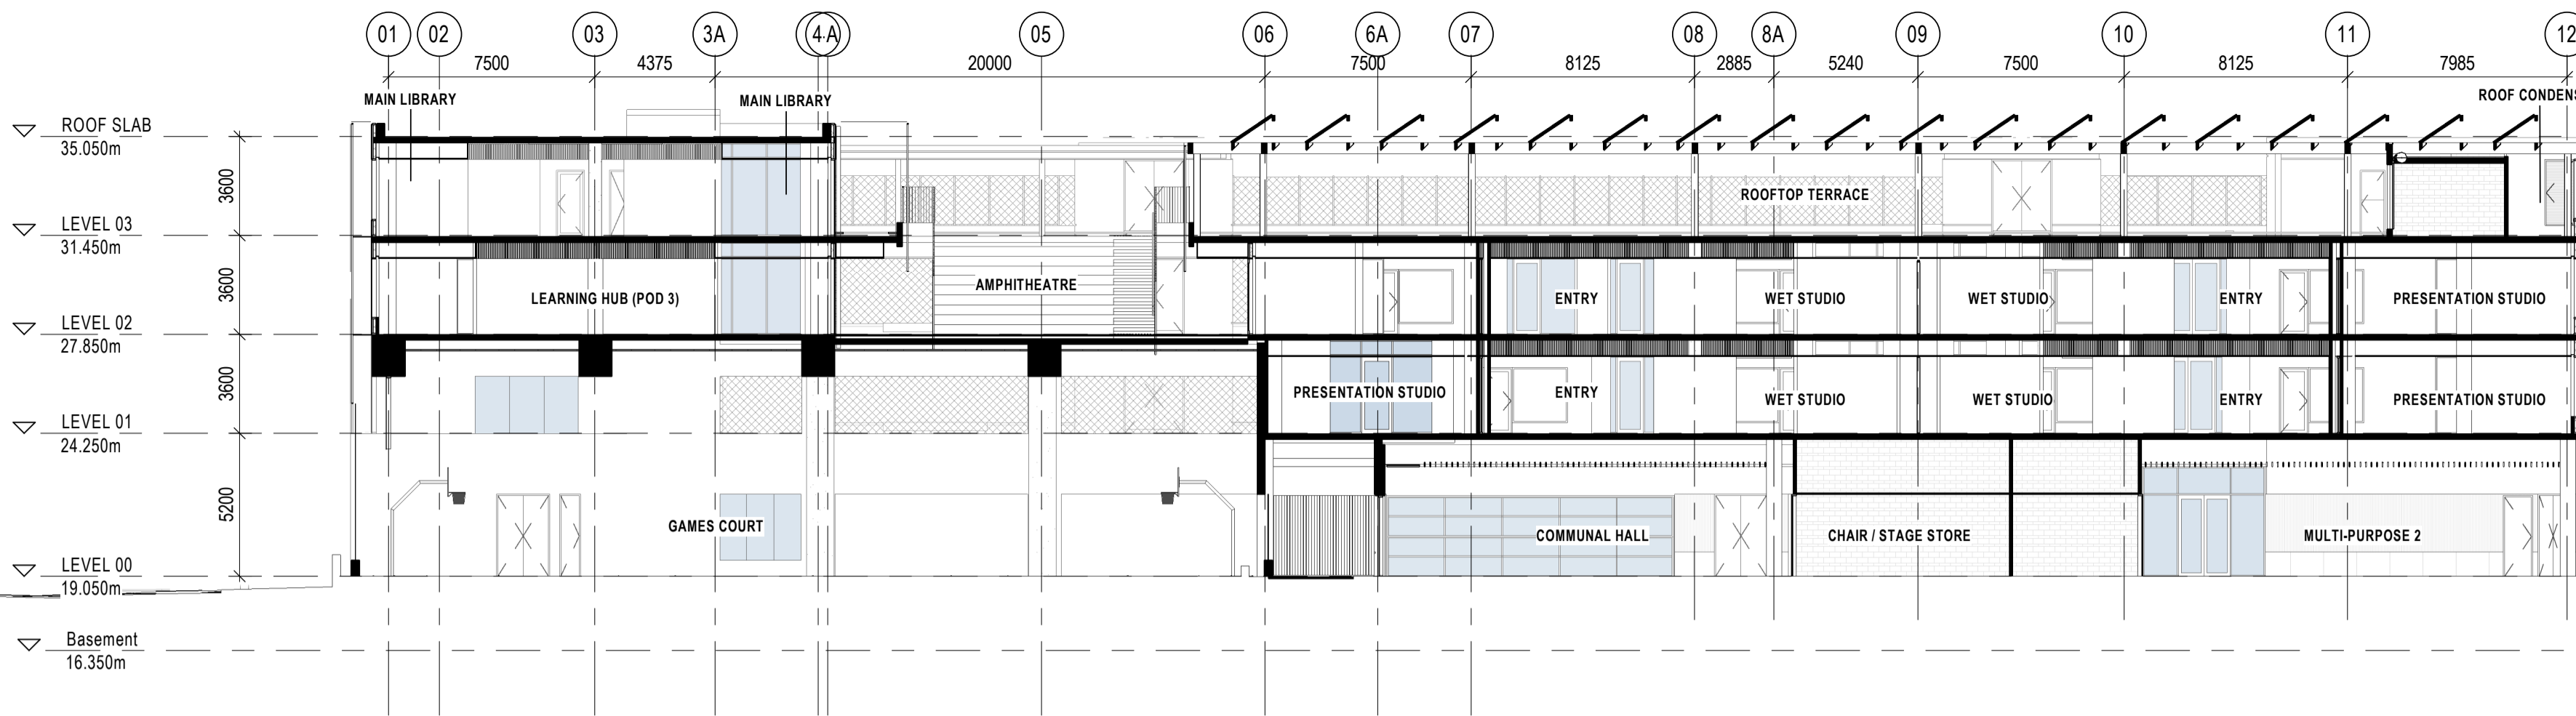 01 02 03 3A 4A 05 06 6A 07 08 8A 09 10 11 12
7500 4375 20000 7500 8125 2885 5240 7500 8125 7985
MAIN LIBRARY MAIN LIBRARY ROOF CONDENS
ROOF SLAB
35.050m
3600
ROOFTOP TERRACE
LEVEL 03
31.450m
3600
LEARNING HUB (POD 3) AMPHITHEATRE ENTRY WET STUDIO WET STUDIO ENTRY PRESENTATION STUDIO
LEVEL 02
27.850m
3600
PRESENTATION STUDIO ENTRY WET STUDIO WET STUDIO ENTRY PRESENTATION STUDIO
LEVEL 01
24.250m
5200
GAMES COURT COMMUNAL HALL CHAIR / STAGE STORE MULTI-PURPOSE 2
LEVEL 00
19.050m
Basement
16.350m